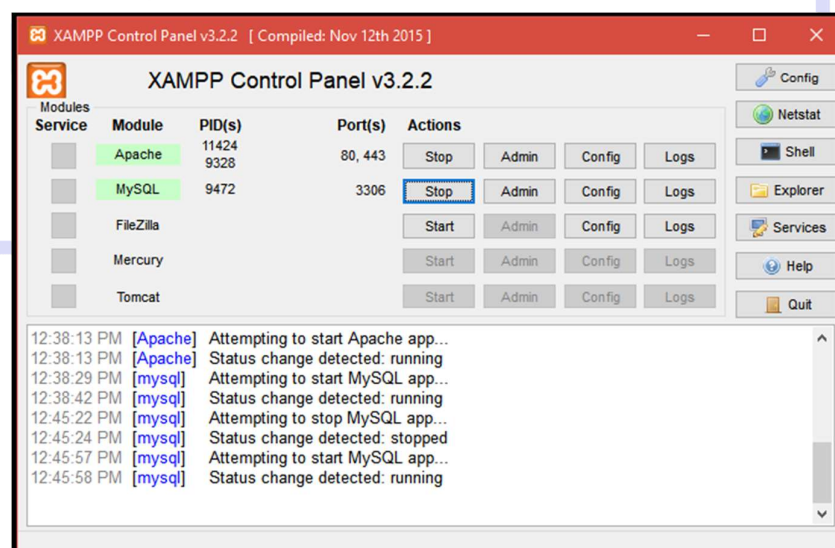 XAMPP Control Panel v3.2.2 [ Compiled: Nov 12th 2015 ]
XAMPP Control Panel v3.2.2
Config
Modules
Service Module PID(s) Port(s) Actions
Netstat
Apache 11424 9328 80, 443 Stop Admin Config Logs
Shell
MySQL 9472 3306 Stop Admin Config Logs
Explorer
FileZilla Start Admin Config Logs
Services
Mercury Start Admin Config Logs
Help
Tomcat Start Admin Config Logs
Quit
12:38:13 PM [Apache] Attempting to start Apache app...
12:38:13 PM [Apache] Status change detected: running
12:38:29 PM [mysql] Attempting to start MySQL app...
12:38:42 PM [mysql] Status change detected: running
12:45:22 PM [mysql] Attempting to stop MySQL app...
12:45:24 PM [mysql] Status change detected: stopped
12:45:57 PM [mysql] Attempting to start MySQL app...
12:45:58 PM [mysql] Status change detected: running